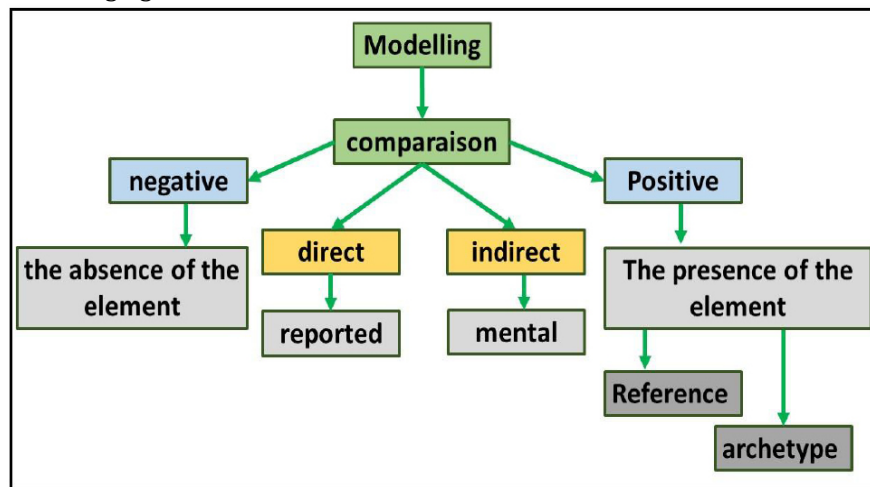 Modelling
comparaison
negative
Positive
the absence of the
element
direct
indirect
The presence of the
element
reported
mental
Reference
archetype